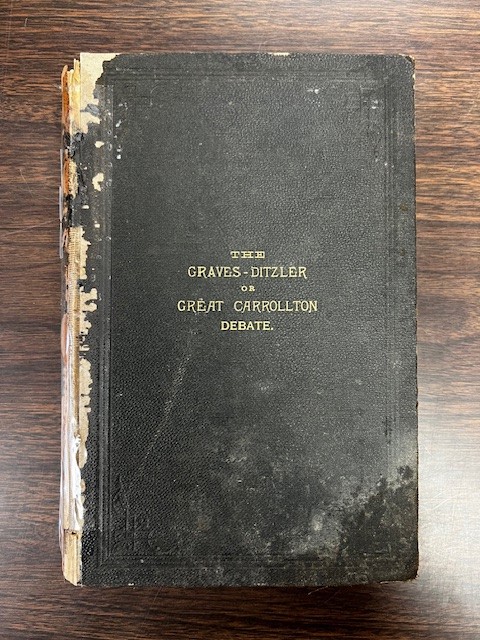 THE
GRAVES-DITZLER
OR
GREAT CARROLLTON
DEBATE.